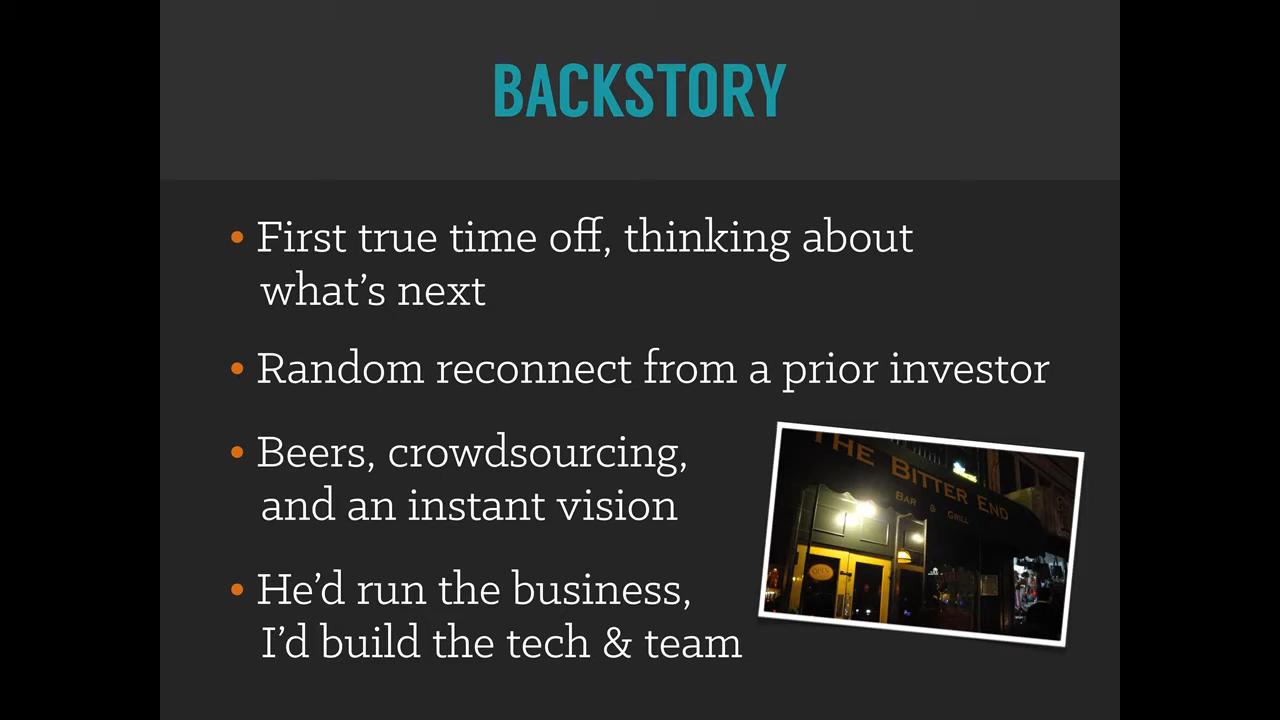 BACKSTORY
• First true time off, thinking about
what’s next
• Random reconnect from a prior investor
• Beers, crowdsourcing,
and an instant vision
• He’d run the business,
I’d build the tech & team
THE BITTER END
BAR & GRILL
OPEN